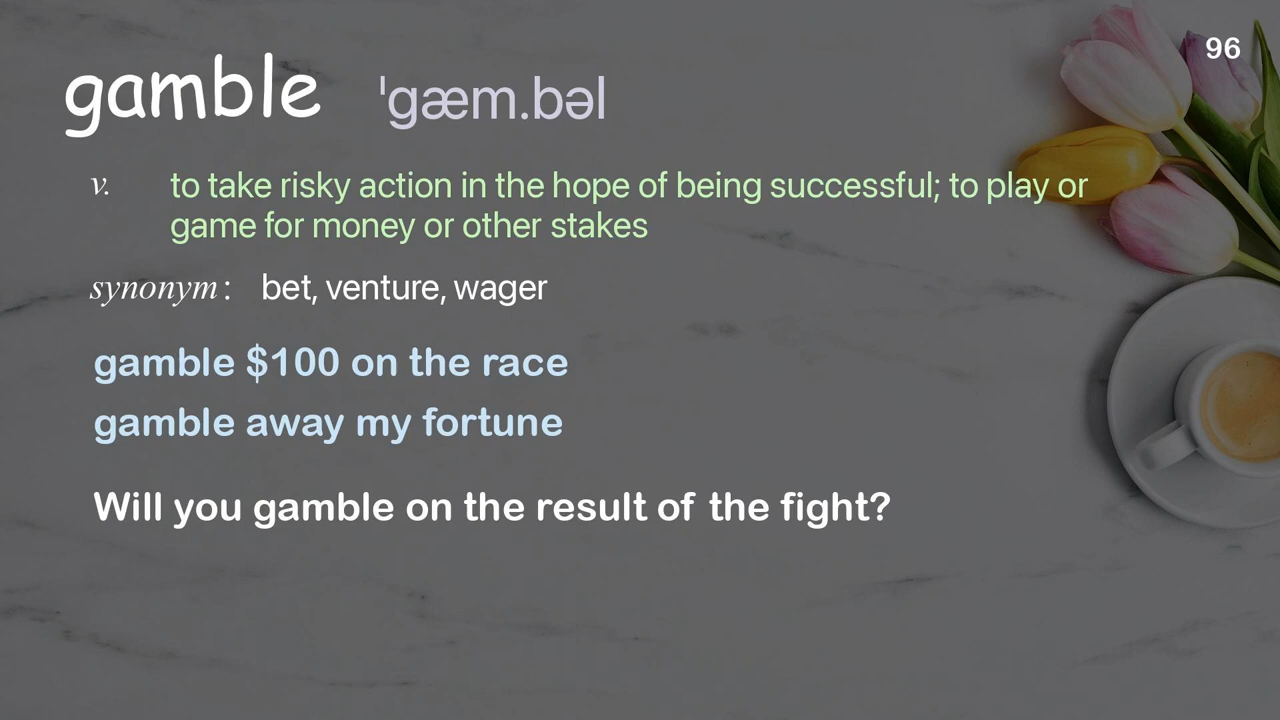 96
gamble ˈgæm.bəl
v. to take risky action in the hope of being successful; to play or
game for money or other stakes
synonym : bet, venture, wager
gamble $100 on the race
gamble away my fortune
Will you gamble on the result of the fight?